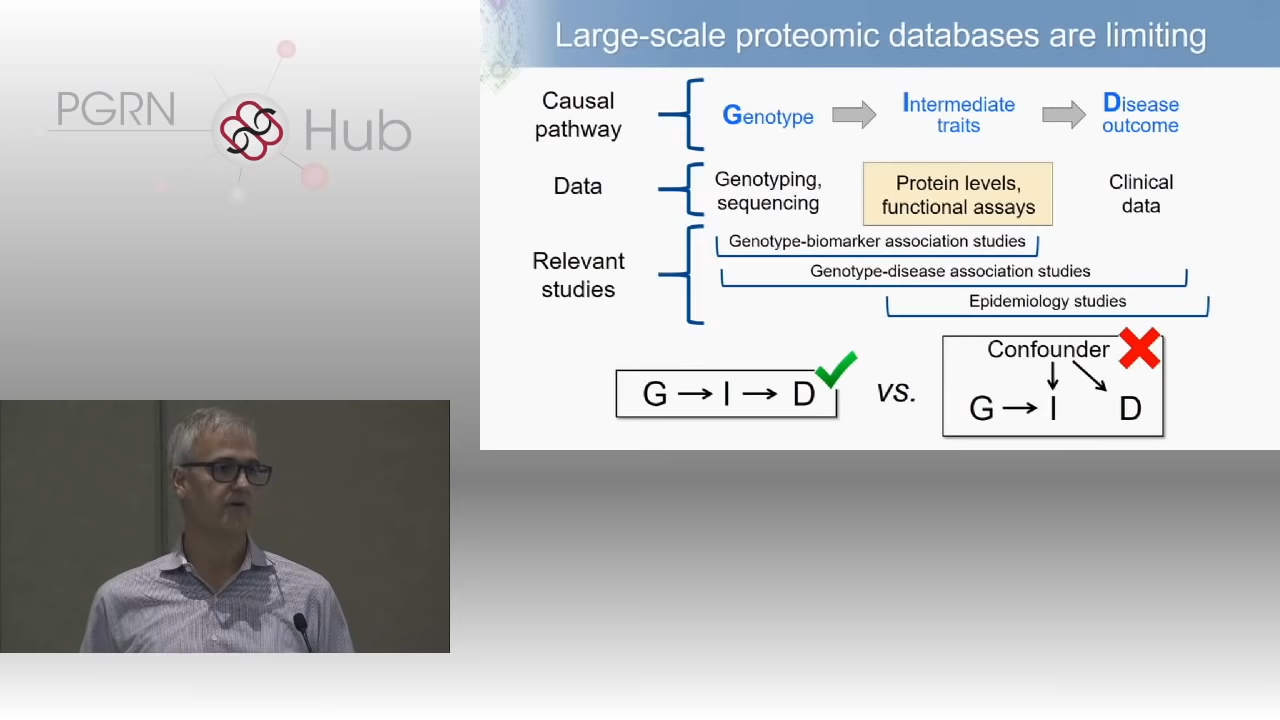 PGRN
Hub
Large-scale proteomic databases are limiting
Causal
pathway
Genotype
Intermediate
traits
Disease
outcome
Data
Genotyping,
sequencing
Protein levels,
functional assays
Clinical
data
Relevant
studies
Genotype-biomarker association studies
Genotype-disease association studies
Epidemiology studies
G → I → D
vs.
Confounder
G → I D